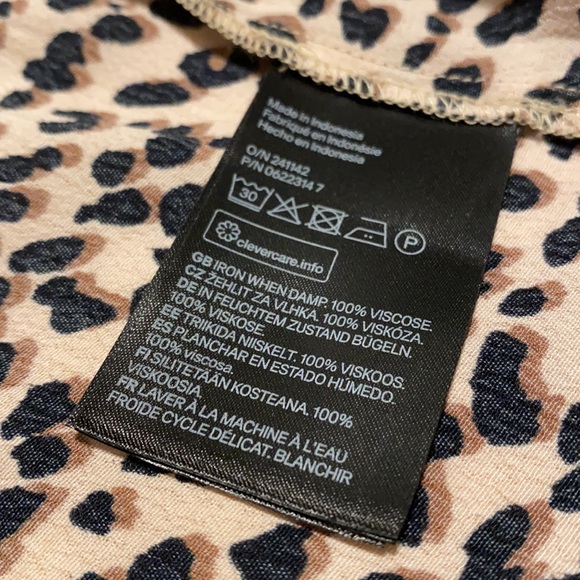 Made in Indonesia
Fabriqué en Indonésie
Hecho en Indonesia
O/N 241142
P/N 0622314 7
30 P
clevercare.info
GB IRON WHEN DAMP. 100% VISCOSE.
CZ ŽEHLIT ZA VLHKA. 100% VISKÓZA.
DE IN FEUCHTEM ZUSTAND BÜGELN.
100% VISKOSE.
EE TRIIKIDA NIISKELT. 100% VISKOOS.
ES PLANCHAR EN ESTADO HÚMEDO.
100% viscosa.
FI SILITETÄÄN KOSTEANA. 100%
VISKOOSIA.
FR LAVER À LA MACHINE À L'EAU
FROIDE CYCLE DÉLICAT. BLANCHIR